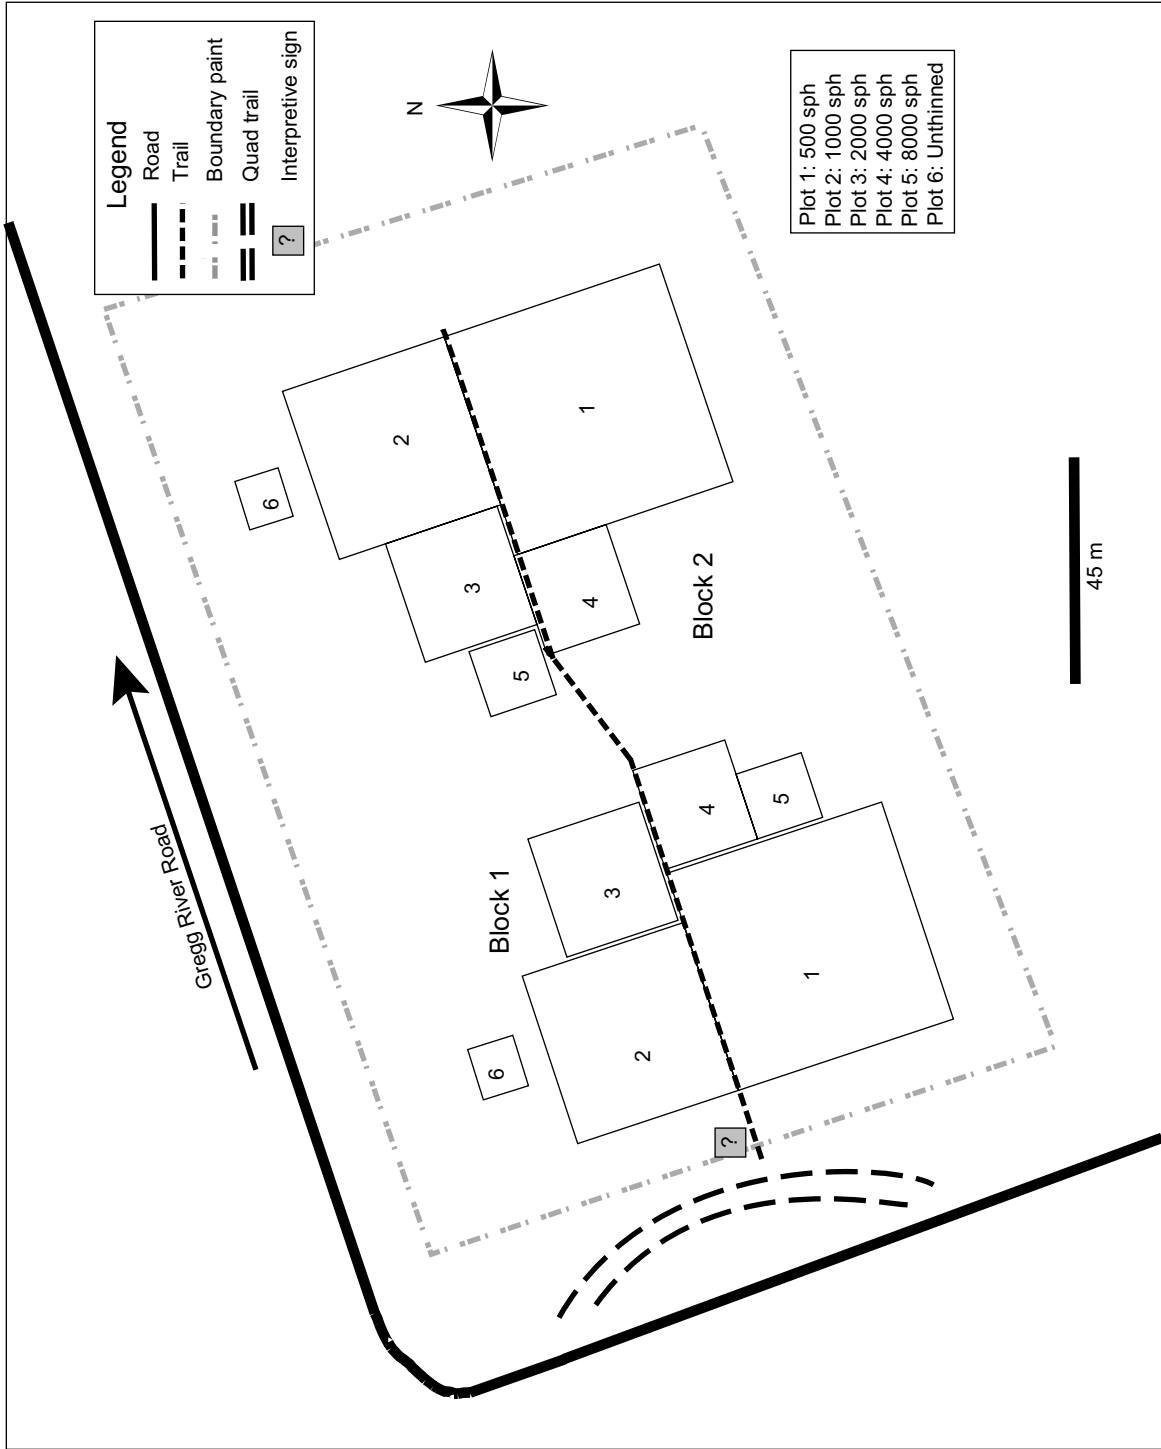 Legend
Road
Trail
Boundary paint
Quad trail
? Interpretive sign
N
Plot 1: 500 sph
Plot 2: 1000 sph
Plot 3: 2000 sph
Plot 4: 4000 sph
Plot 5: 8000 sph
Plot 6: Unthinned
Gregg River Road
6
2
1
3
4
5
Block 2
Block 1
3
4
5
6
2
1
?
45 m